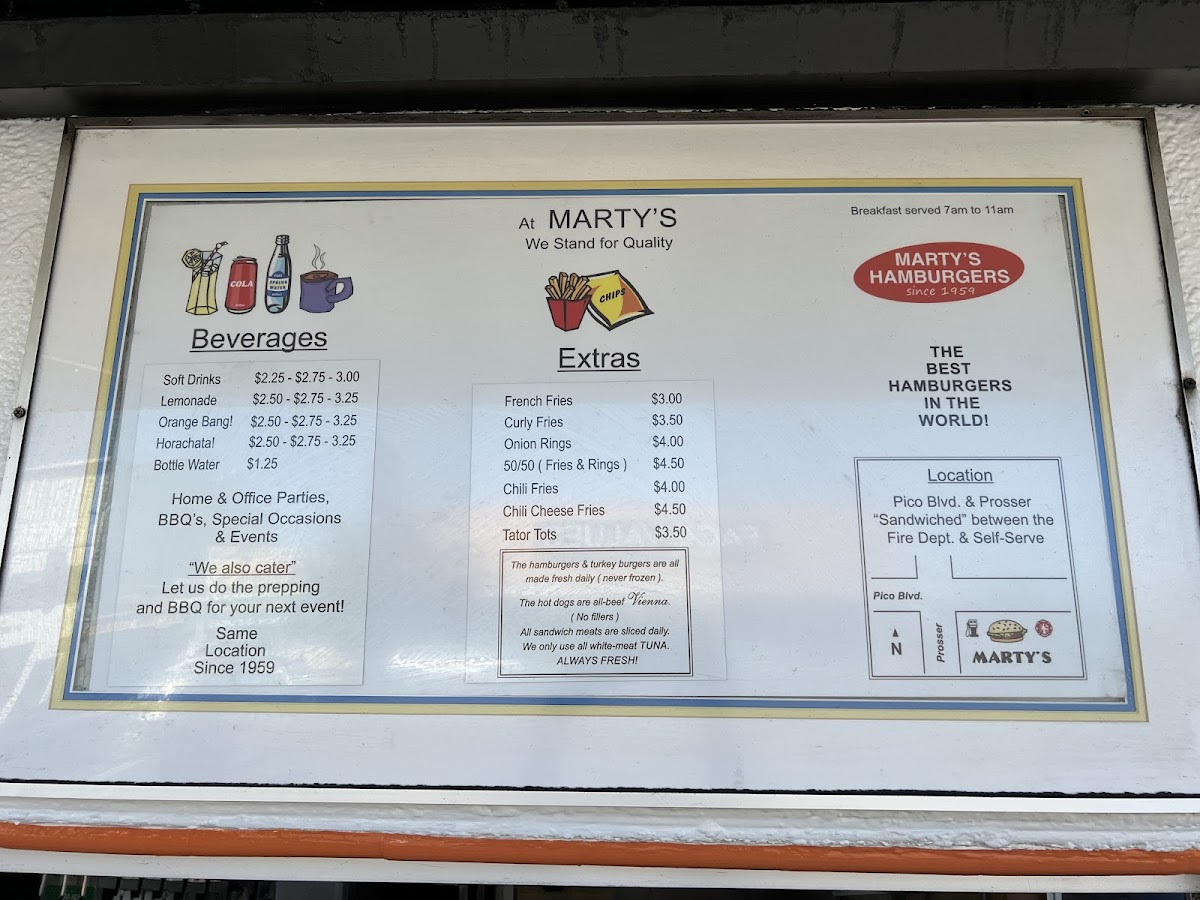 At MARTY'S
We Stand for Quality
COLA
SPRING
WATER
Beverages
Soft Drinks $2.25 - $2.75 - 3.00
Lemonade $2.50 - $2.75 - 3.25
Orange Bang! $2.50 - $2.75 - 3.25
Horachata! $2.50 - $2.75 - 3.25
Bottle Water $1.25
Home & Office Parties,
BBQ's, Special Occasions
& Events
"We also cater"
Let us do the prepping
and BBQ for your next event!
Same
Location
Since 1959
CHIPS
Extras
French Fries $3.00
Curly Fries $3.50
Onion Rings $4.00
50/50 ( Fries & Rings ) $4.50
Chili Fries $4.00
Chili Cheese Fries $4.50
Tator Tots $3.50
The hamburgers & turkey burgers are all
made fresh daily ( never frozen ).
The hot dogs are all-beef Vienna.
( No fillers )
All sandwich meats are sliced daily.
We only use all white-meat TUNA.
ALWAYS FRESH!
Breakfast served 7am to 11am
MARTY'S
HAMBURGERS
since 1959
THE
BEST
HAMBURGERS
IN THE
WORLD!
Location
Pico Blvd. & Prosser
"Sandwiched" between the
Fire Dept. & Self-Serve
Pico Blvd.
N
Prosser
MARTY'S